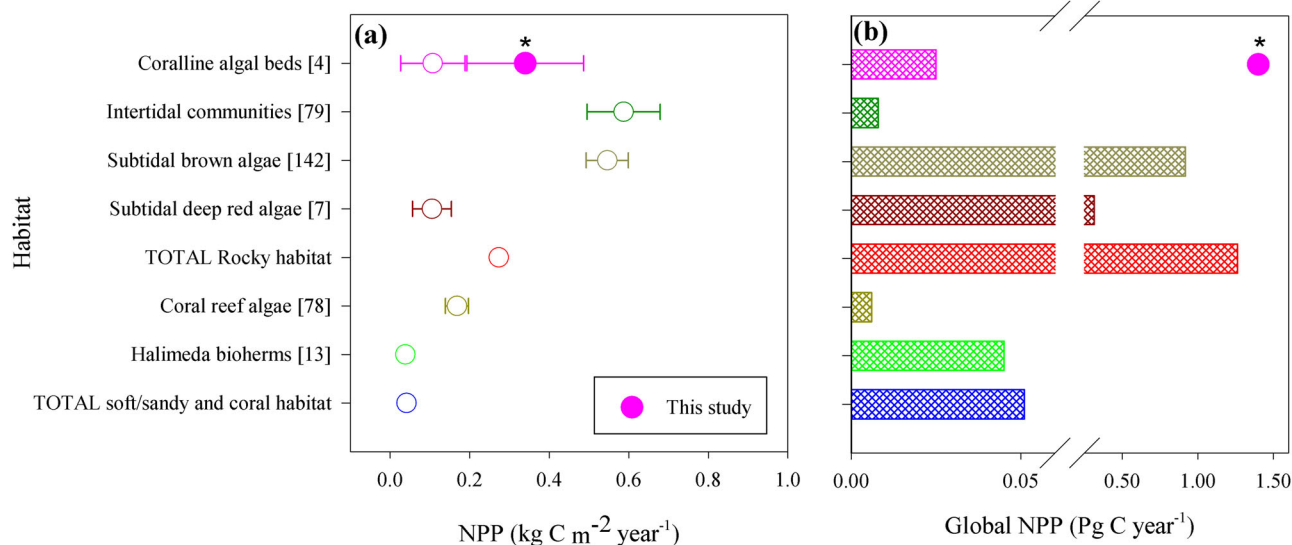 (a)
(b)
*
*
Habitat
Coralline algal beds [4]
Intertidal communities [79]
Subtidal brown algae [142]
Subtidal deep red algae [7]
TOTAL Rocky habitat
Coral reef algae [78]
Halimeda bioherms [13]
TOTAL soft/sandy and coral habitat
This study
0.0 0.2 0.4 0.6 0.8 1.0
NPP (kg C m⁻² year⁻¹)
0.00 0.05 0.50 1.00 1.50
Global NPP (Pg C year⁻¹)